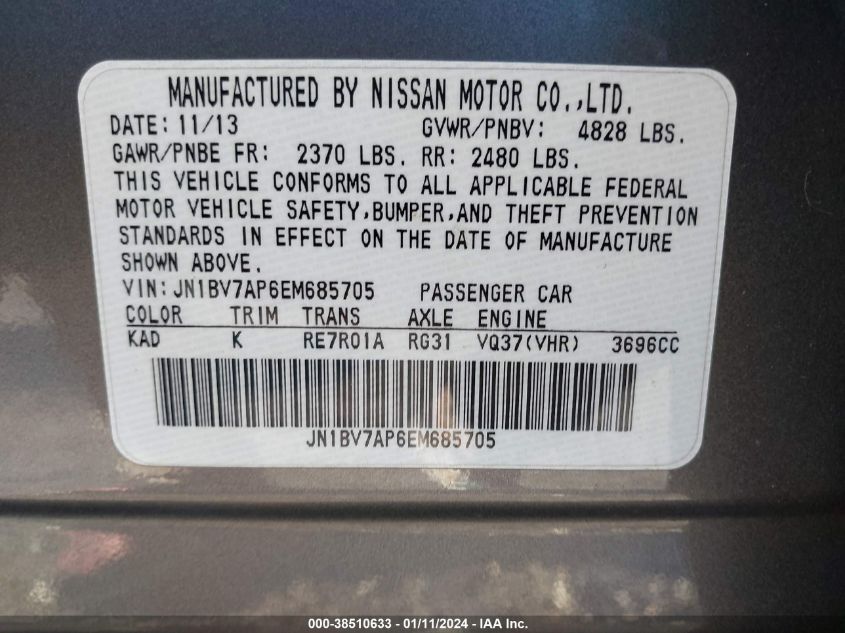 MANUFACTURED BY NISSAN MOTOR CO.,LTD.
DATE: 11/13 GVWR/PNBV: 4828 LBS.
GAWR/PNBE FR: 2370 LBS. RR: 2480 LBS.
THIS VEHICLE CONFORMS TO ALL APPLICABLE FEDERAL
MOTOR VEHICLE SAFETY,BUMPER,AND THEFT PREVENTION
STANDARDS IN EFFECT ON THE DATE OF MANUFACTURE
SHOWN ABOVE.
VIN: JN1BV7AP6EM685705 PASSENGER CAR
COLOR TRIM TRANS AXLE ENGINE
KAD K RE7R01A RG31 VQ37(VHR) 3696CC
JN1BV7AP6EM685705
000-38510633 - 01/11/2024 - IAA Inc.